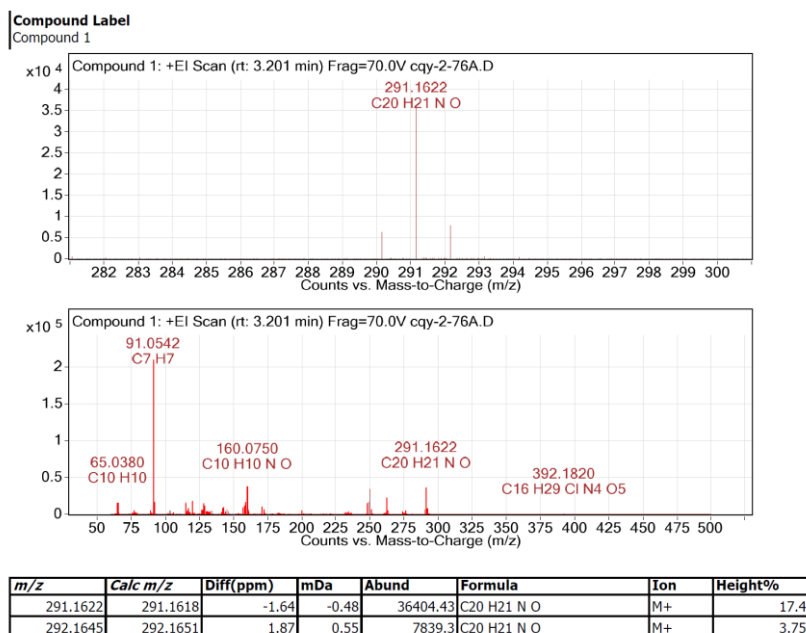 Compound Label
Compound 1
x10 4
Compound 1: +EI Scan (rt: 3.201 min) Frag=70.0V cqy-2-76A.D
4
3.5
3
2.5
2
1.5
1
0.5
0
291.1622
C20 H21 N O
282 283 284 285 286 287 288 289 290 291 292 293 294 295 296 297 298 299 300
Counts vs. Mass-to-Charge (m/z)
x10 5
Compound 1: +EI Scan (rt: 3.201 min) Frag=70.0V cqy-2-76A.D
2
1
0.5
0
91.0542
C7 H7
65.0380
C10 H10
160.0750
C10 H10 N O
291.1622
C20 H21 N O
392.1820
C16 H29 Cl N4 O5
50 75 100 125 150 175 200 225 250 275 300 325 350 375 400 425 450 475 500
Counts vs. Mass-to-Charge (m/z)
m/z Calc m/z Diff(ppm) mDa Abund Formula Ion Height%
291.1622 291.1618 -1.64 -0.48 36404.43 C20 H21 N O M+ 17.4
292.1645 292.1651 1.87 0.55 7839.3 C20 H21 N O M+ 3.75